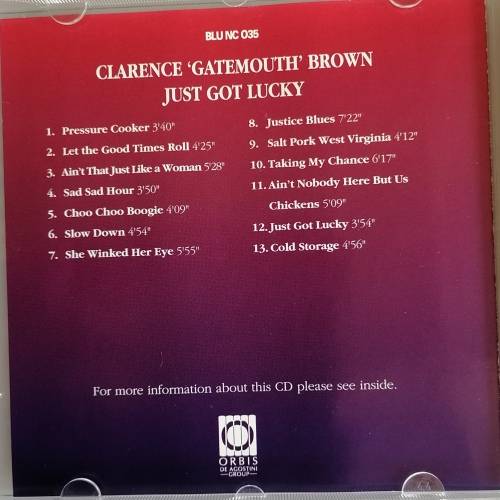 BLU NC 035
CLARENCE 'GATEMOUTH' BROWN
JUST GOT LUCKY
1. Pressure Cooker 3'40"
2. Let the Good Times Roll 4'25"
3. Ain't That Just Like a Woman 5'28"
4. Sad Sad Hour 3'50"
5. Choo Choo Boogie 4'09"
6. Slow Down 4'54"
7. She Winked Her Eye 5'55"
8. Justice Blues 7'22"
9. Salt Pork West Virginia 4'12"
10. Taking My Chance 6'17"
11. Ain't Nobody Here But Us
Chickens 5'09"
12. Just Got Lucky 3'54"
13. Cold Storage 4'56"
For more information about this CD please see inside.
ORBIS
DE AGOSTINI
GROUP